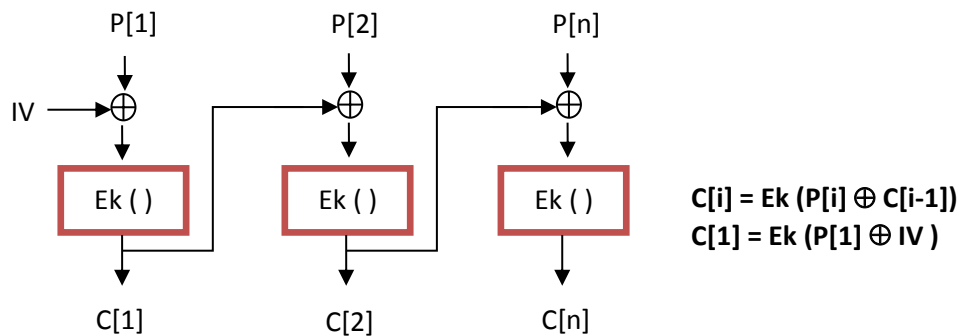 P[1] P[2] P[n]
IV
Ek ( ) Ek ( ) Ek ( )
C[i] = Ek (P[i] ⊕ C[i-1])
C[1] = Ek (P[1] ⊕ IV )
C[1] C[2] C[n]